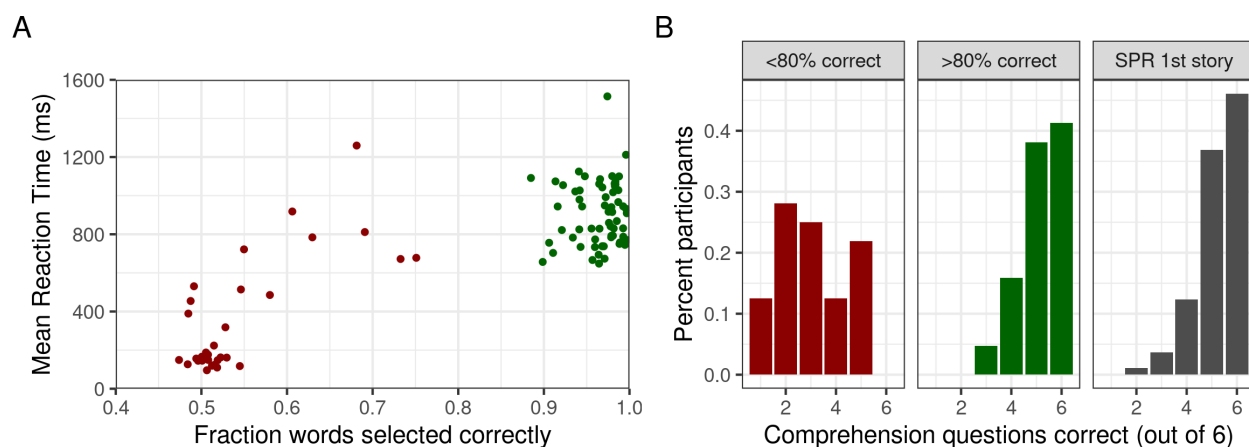 A
Mean Reaction Time (ms)
1600
1200
800
400
0
0.4 0.5 0.6 0.7 0.8 0.9 1.0
Fraction words selected correctly
B
<80% correct >80% correct SPR 1st story
Percent participants
0.4
0.3
0.2
0.1
0.0
2 4 6 2 4 6 2 4 6
Comprehension questions correct (out of 6)